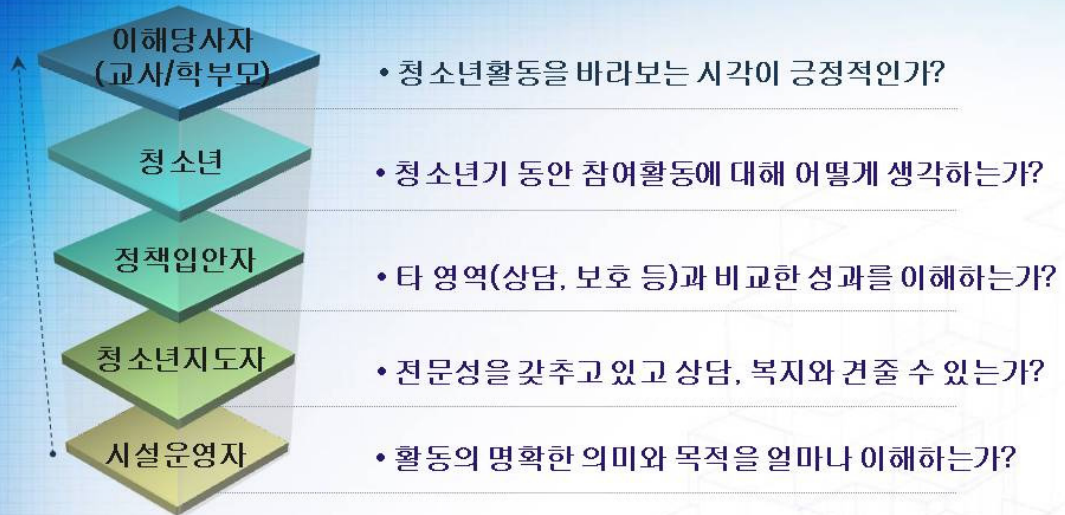 이해당사자
(교사/학부모)
• 청소년활동을 바라보는 시각이 긍정적인가?
청소년
• 청소년기 동안 참여활동에 대해 어떻게 생각하는가?
정책입안자
• 타 영역(상담, 보호 등)과 비교한 성과를 이해하는가?
청소년지도자
• 전문성을 갖추고 있고 상담, 복지와 견줄 수 있는가?
시설운영자
• 활동의 명확한 의미와 목적을 얼마나 이해하는가?